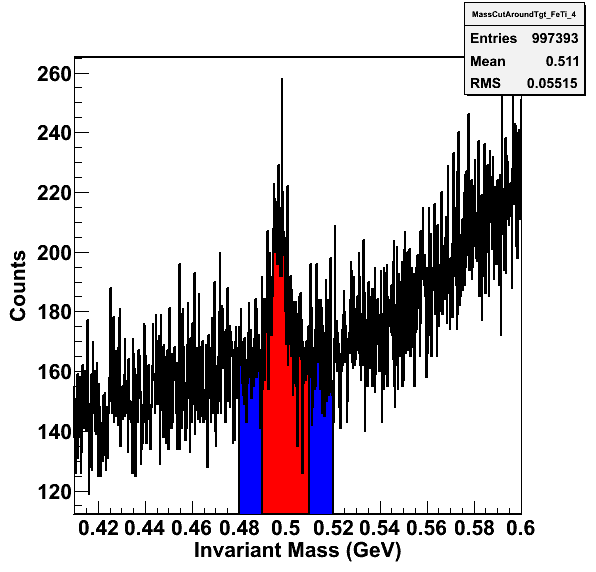 MassCutAroundTgt_FeTi_4
Entries 997393
Mean 0.511
RMS 0.05515
260
240
220
200
180
160
140
120
Counts
0.42 0.44 0.46 0.48 0.5 0.52 0.54 0.56 0.58 0.6
Invariant Mass (GeV)